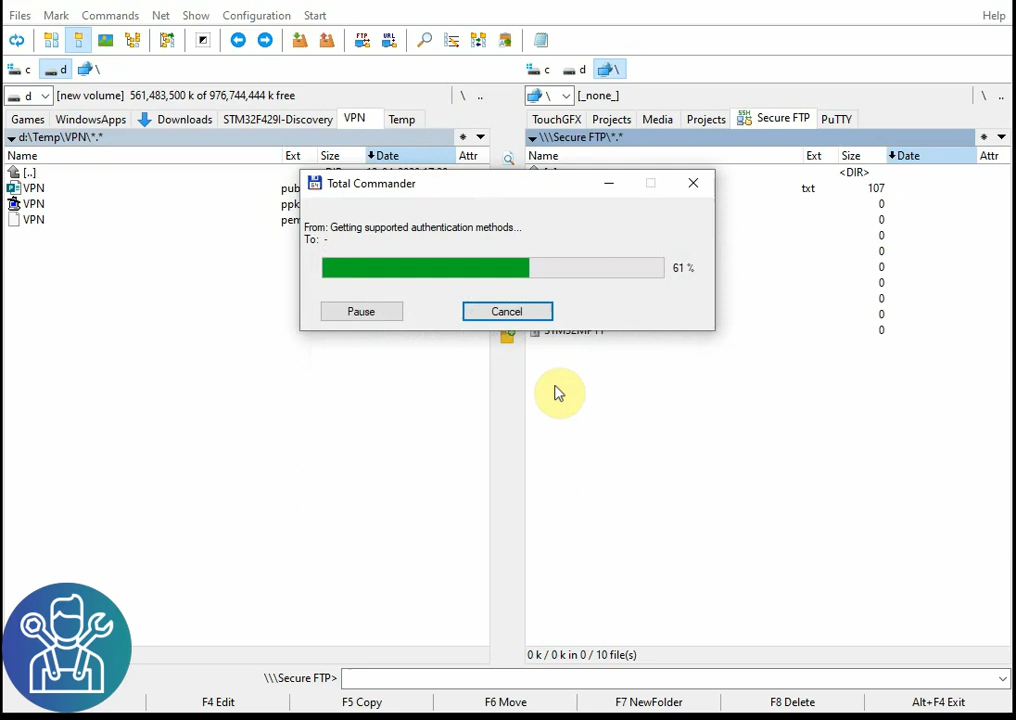 Files Mark Commands Net Show Configuration Start Help
FTP URL
c d \ c d \
d [new volume] 561,483,500 k of 976,744,444 k free \ .. \ [_none_] \ ..
Games WindowsApps Downloads STM32F429I-Discovery VPN Temp TouchGFX Projects Media Projects SSH Secure FTP PuTTY
d:\Temp\VPN\*.* * \\\Secure FTP\*.* *
Name Ext Size Date Attr Name Ext Size Date Attr
[..] <DIR>
VPN pub txt 107
VPN ppk 0
VPN pem 0
0
0
0
0
0
0
0
Total Commander
64
From: Getting supported authentication methods...
To: -
61 %
Pause Cancel
0 k / 0 k in 0 / 10 file(s)
\\\Secure FTP>
F4 Edit F5 Copy F6 Move F7 NewFolder F8 Delete Alt+F4 Exit